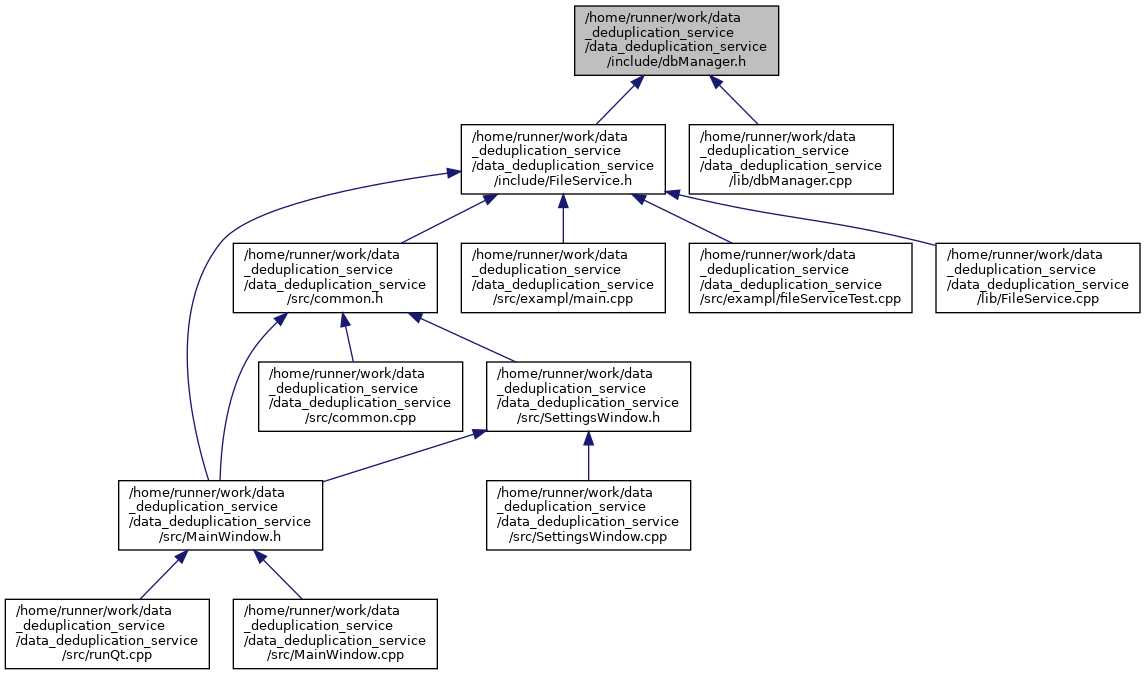 /home/runner/work/data
_deduplication_service
/data_deduplication_service
/include/dbManager.h
/home/runner/work/data
_deduplication_service
/data_deduplication_service
/include/FileService.h
/home/runner/work/data
_deduplication_service
/data_deduplication_service
/lib/dbManager.cpp
/home/runner/work/data
_deduplication_service
/data_deduplication_service
/src/common.h
/home/runner/work/data
_deduplication_service
/data_deduplication_service
/src/exampl/main.cpp
/home/runner/work/data
_deduplication_service
/data_deduplication_service
/src/exampl/fileServiceTest.cpp
/home/runner/work/data
_deduplication_service
/data_deduplication_service
/lib/FileService.cpp
/home/runner/work/data
_deduplication_service
/data_deduplication_service
/src/common.cpp
/home/runner/work/data
_deduplication_service
/data_deduplication_service
/src/SettingsWindow.h
/home/runner/work/data
_deduplication_service
/data_deduplication_service
/src/MainWindow.h
/home/runner/work/data
_deduplication_service
/data_deduplication_service
/src/SettingsWindow.cpp
/home/runner/work/data
_deduplication_service
/data_deduplication_service
/src/runQt.cpp
/home/runner/work/data
_deduplication_service
/data_deduplication_service
/src/MainWindow.cpp